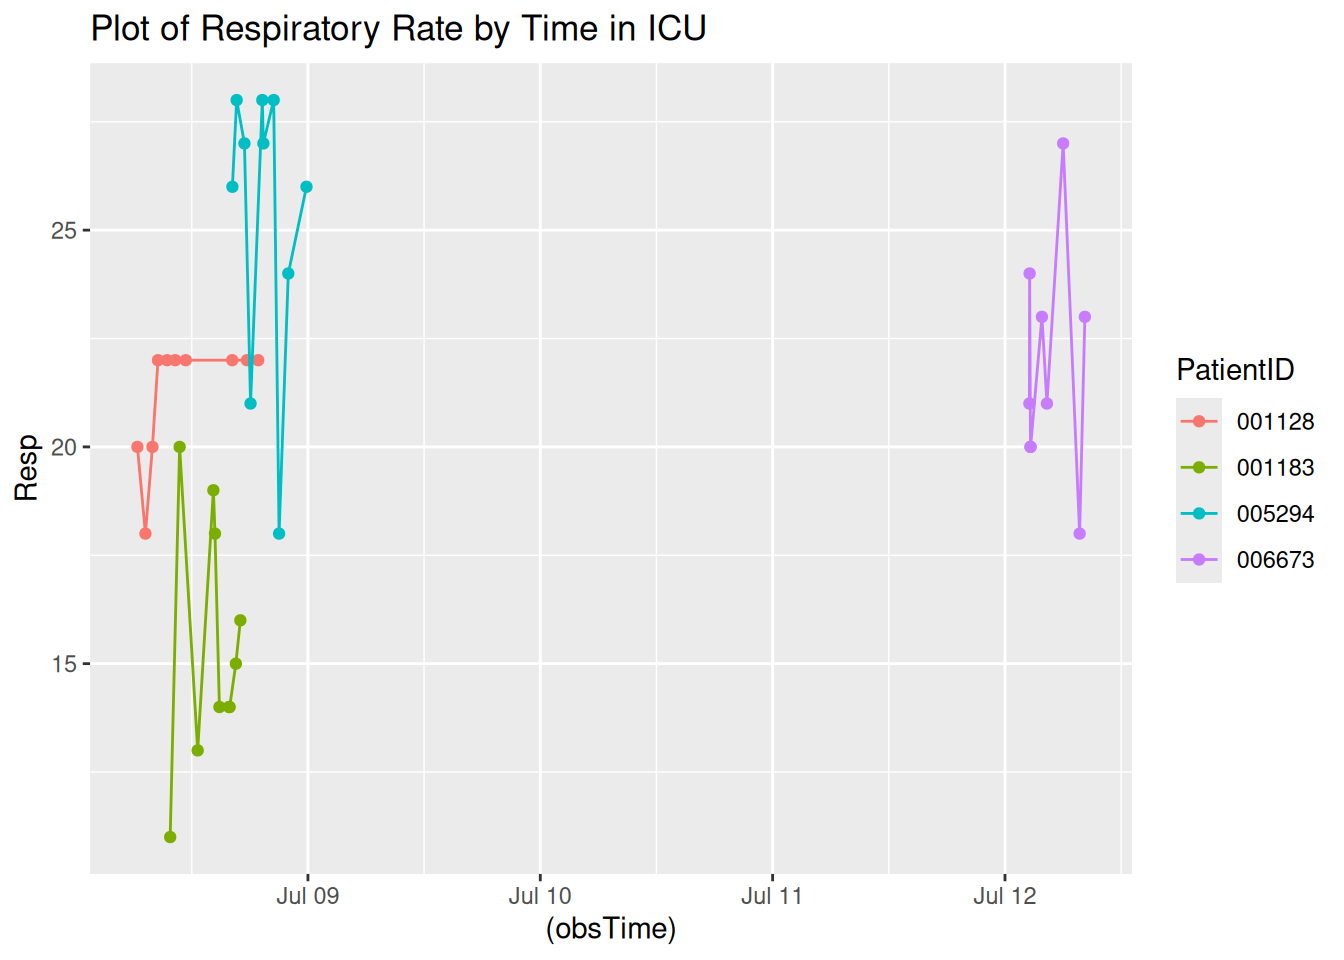 Plot of Respiratory Rate by Time in ICU
Resp
25
20
15
Jul 09 Jul 10 Jul 11 Jul 12
(obsTime)
PatientID
001128
001183
005294
006673